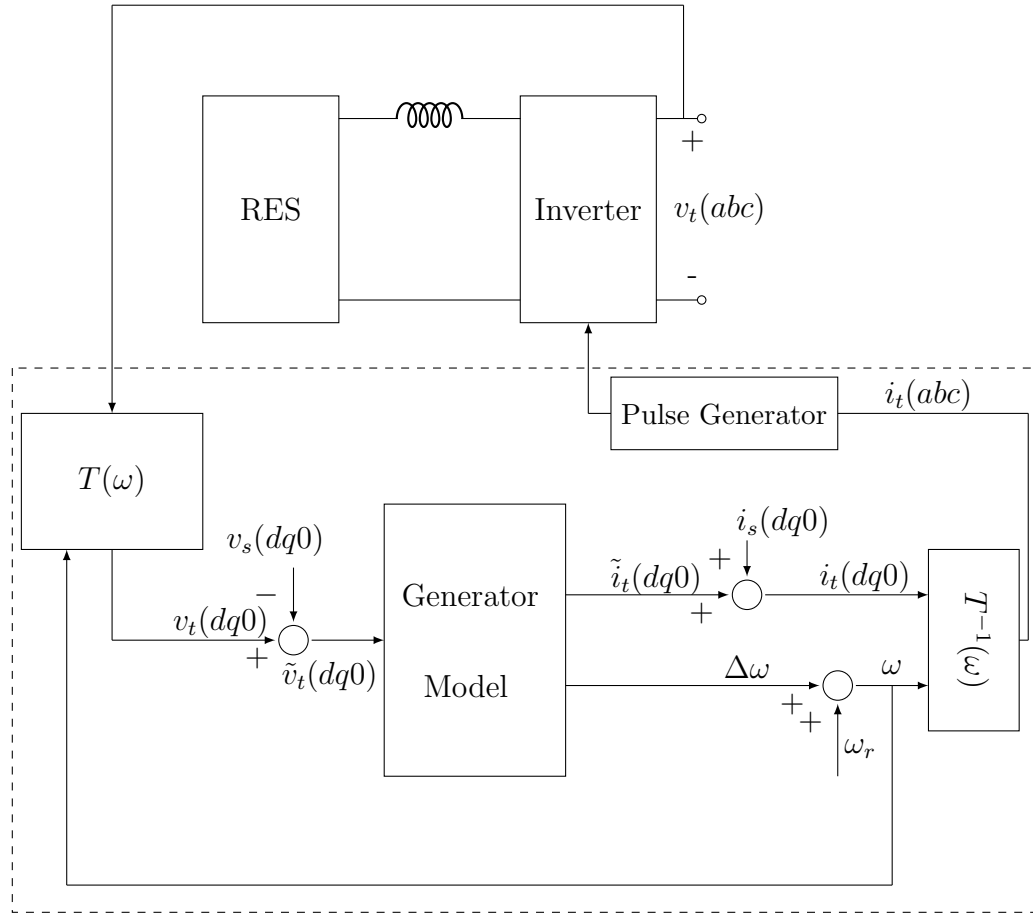 RES
Inverter
+
v_t(abc)
-
Pulse Generator
i_t(abc)
T(ω)
v_s(dq0)
−
v_t(dq0)
+
ṽ_t(dq0)
Generator
Model
ĩ_t(dq0)
+
+
i_s(dq0)
i_t(dq0)
Δω
+
+
ω_r
ω
T⁻¹(ω)